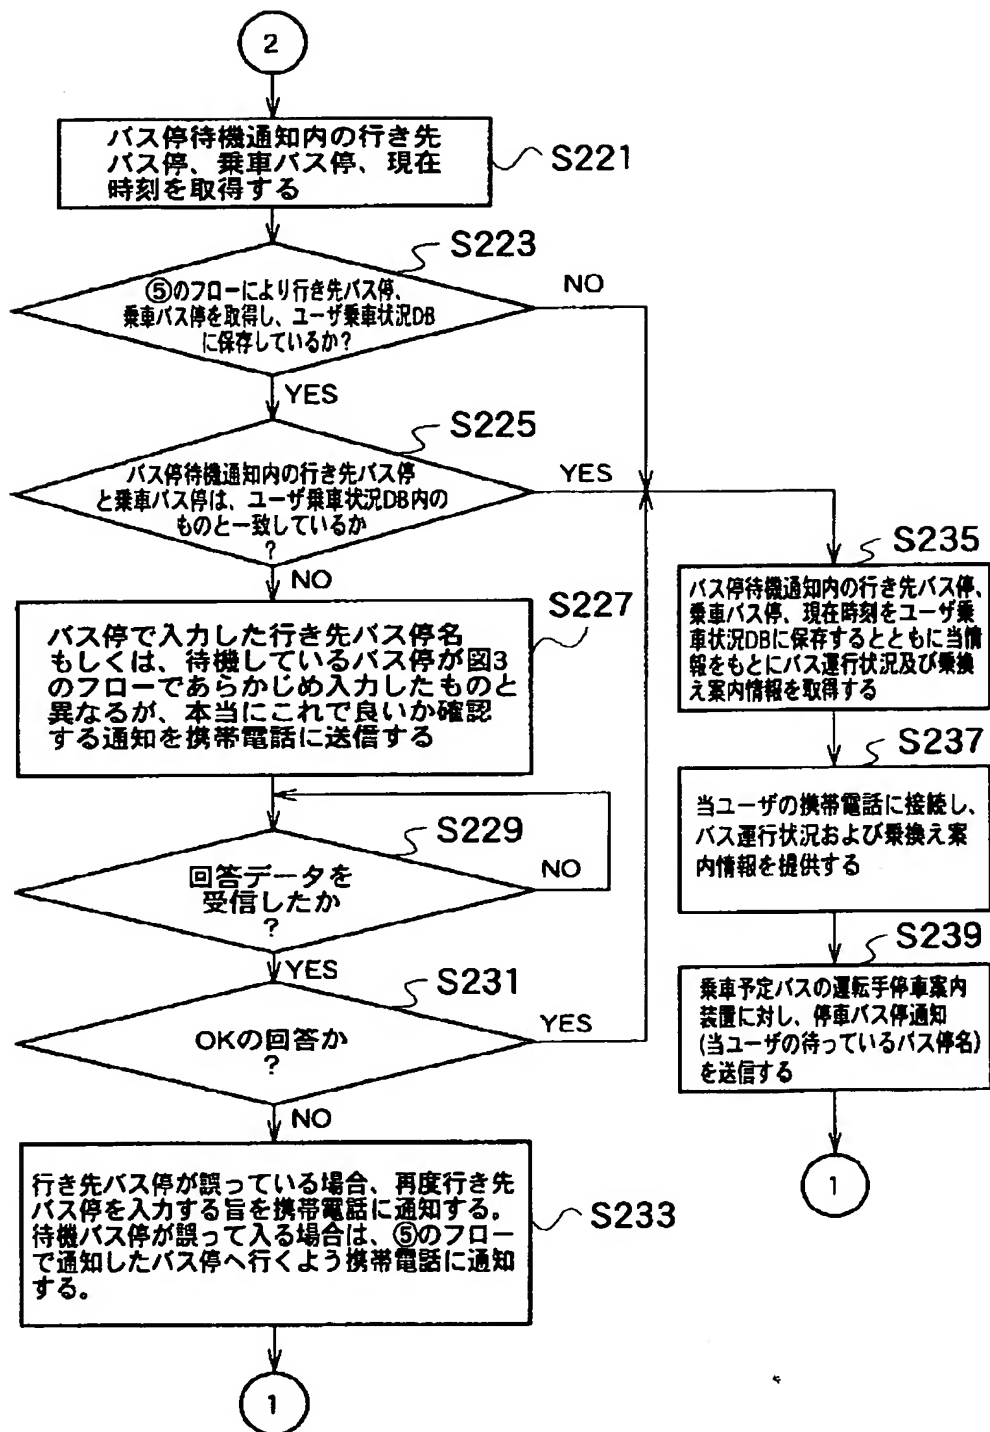 2
バス停待機通知内の行き先
バス停、乗車バス停、現在
時刻を取得する
S221
S223
⑤のフローにより行き先バス停、
乗車バス停を取得し、ユーザ乗車状況DB
に保存しているか?
NO
YES
S225
バス停待機通知内の行き先バス停
と乗車バス停は、ユーザ乗車状況DB内の
ものと一致しているか
?
YES
NO
S227
バス停で入力した行き先バス停名
もしくは、待機しているバス停が図3
のフローであらかじめ入力したものと
異なるが、本当にこれで良いか確認
する通知を携帯電話に送信する
S229
回答データを
受信したか
?
NO
YES
S231
OKの回答か
?
YES
NO
行き先バス停が誤っている場合、再度行き先
バス停を入力する旨を携帯電話に通知する。
待機バス停が誤って入る場合は、⑤のフロー
で通知したバス停へ行くよう携帯電話に通知
する。
S233
1
S235
バス停待機通知内の行き先バス停、
乗車バス停、現在時刻をユーザ乗
車状況DBに保存するとともに当情
報をもとにバス運行状況及び乗換
え案内情報を取得する
S237
当ユーザの携帯電話に接続し、
バス運行状況および乗換え案
内情報を提供する
S239
乗車予定バスの運転手停車案内
装置に対し、停車バス停通知
(当ユーザの待っているバス停名)
を送信する
1